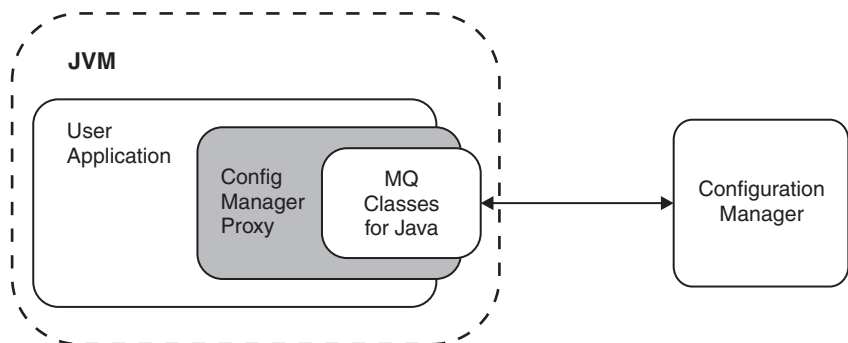 JVM
User
Application
Config
Manager
Proxy
MQ
Classes
for Java
Configuration
Manager